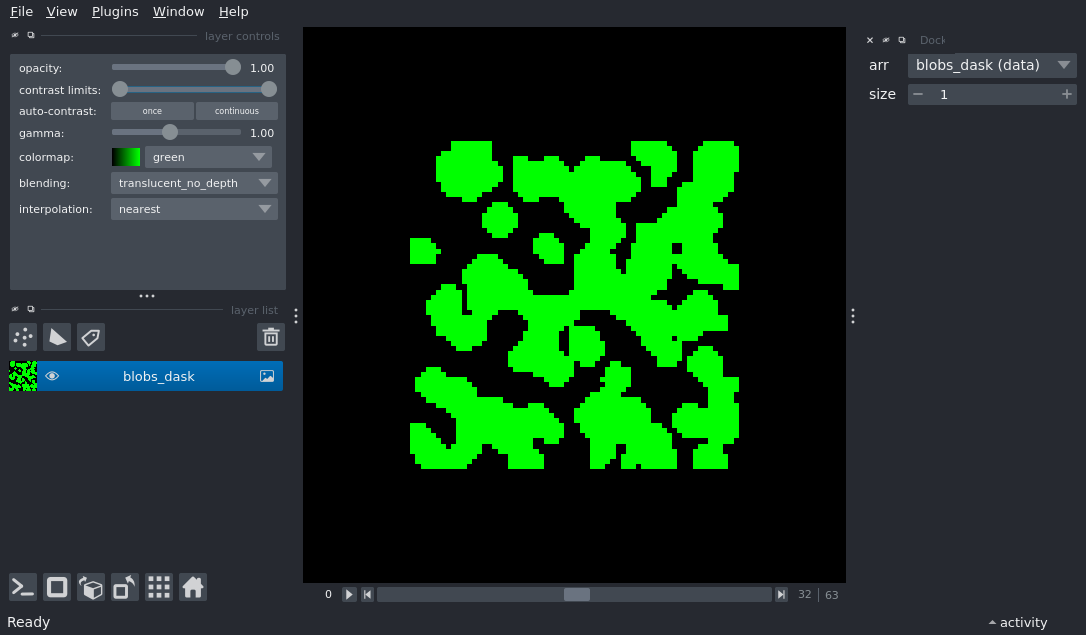 File View Plugins Window Help
layer controls
opacity: 1.00
contrast limits:
auto-contrast: once continuous
gamma: 1.00
colormap: green
blending: translucent_no_depth
interpolation: nearest
layer list
blobs_dask
0 32 | 63
Dock
arr blobs_dask (data)
size 1
Ready
activity